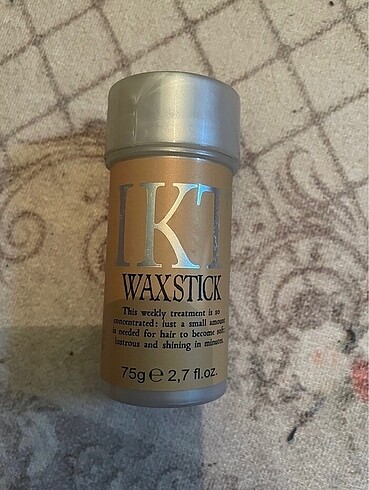 [K]
WAXSTICK
This weekly treatment is so
concentrated: just a small amount
is needed for hair to become soft-
lustrous and shining in minutes.
75g ℮ 2,7 fl.oz.